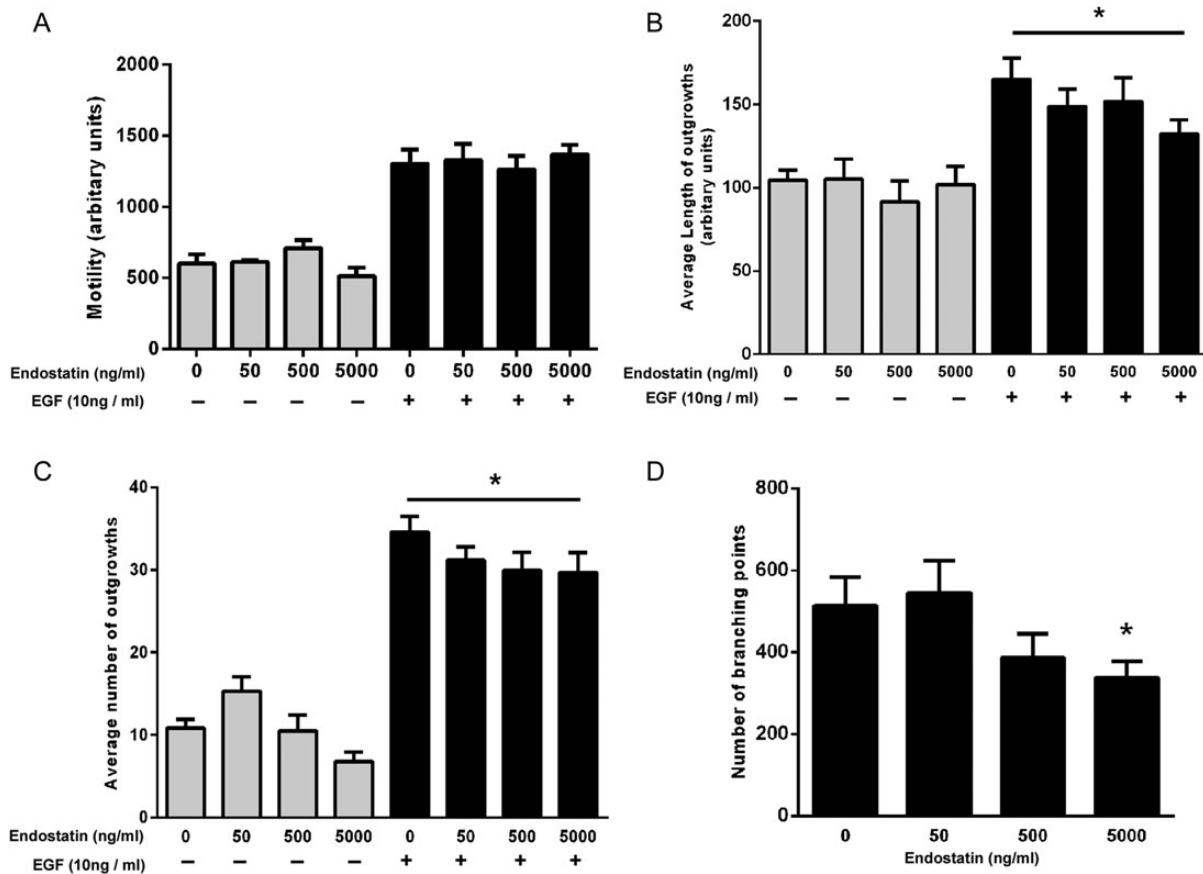 A
Motility (arbitary units)
2000
1500
1000
500
0
Endostatin (ng/ml) 0 50 500 5000 0 50 500 5000
EGF (10ng / ml) – – – – + + + +
B
*
Average Length of outgrowths
(arbitary units)
200
150
100
50
0
Endostatin (ng/ml) 0 50 500 5000 0 50 500 5000
EGF (10ng / ml) – – – – + + + +
C
*
Average number of outgrowths
40
30
20
10
0
Endostatin (ng/ml) 0 50 500 5000 0 50 500 5000
EGF (10ng / ml) – – – – + + + +
D
*
Number of branching points
800
600
400
200
0
0 50 500 5000
Endostatin (ng/ml)